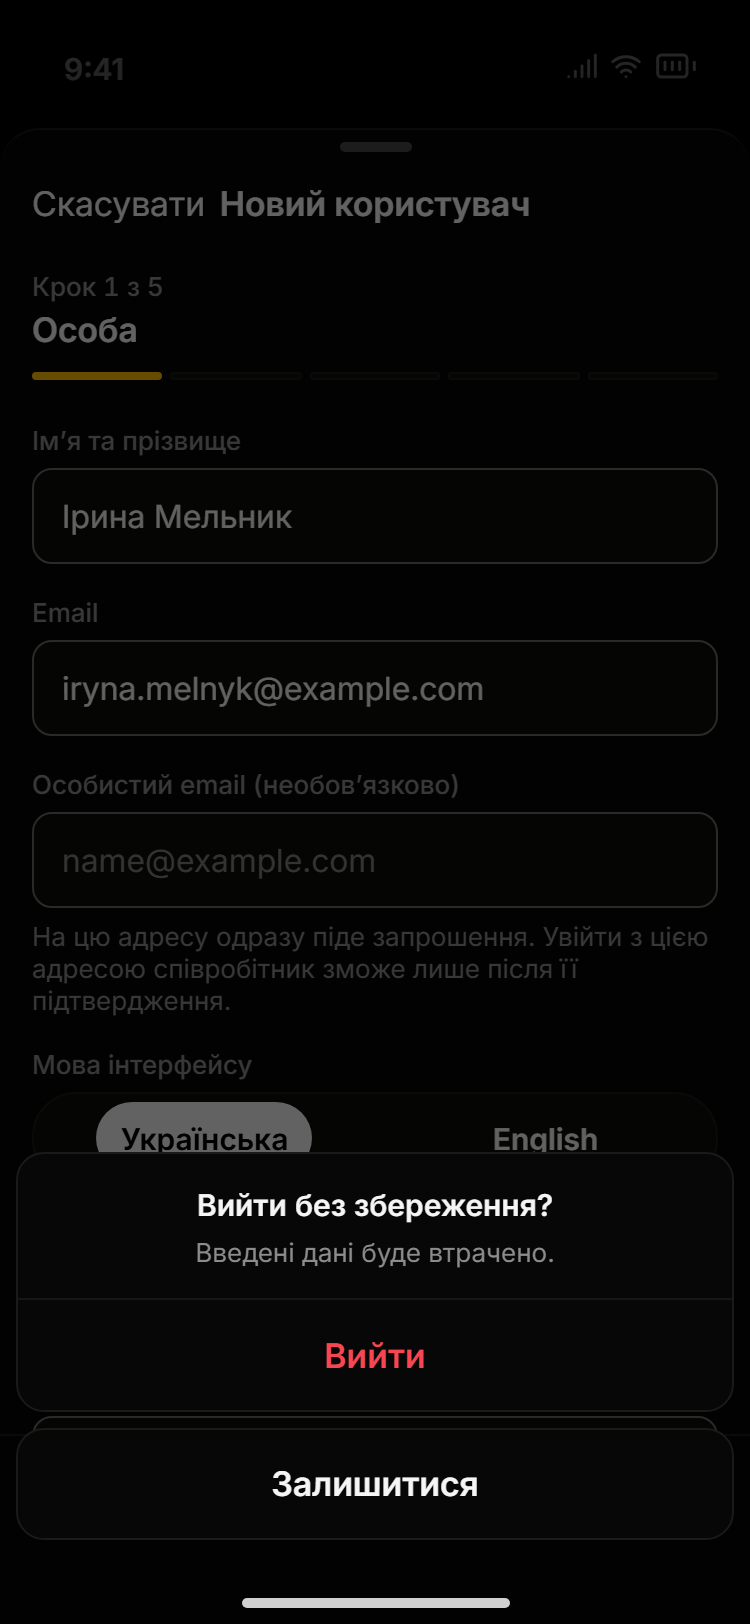 9:41
Скасувати Новий користувач
Крок 1 з 5
Особа
Ім’я та прізвище
Ірина Мельник
Email
iryna.melnyk@example.com
Особистий email (необов’язково)
name@example.com
На цю адресу одразу піде запрошення. Увійти з цією
адресою співробітник зможе лише після її
підтвердження.
Мова інтерфейсу
Українська English
Вийти без збереження?
Введені дані буде втрачено.
Вийти
Залишитися